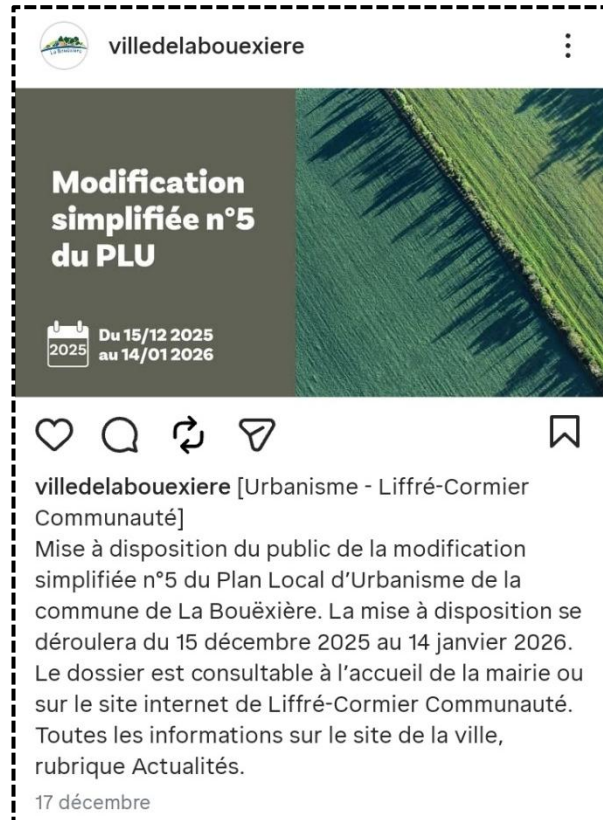 La Bouëxière
villedelabouexiere
Modification
simplifiée n°5
du PLU
2025
Du 15/12 2025
au 14/01 2026
villedelabouexiere [Urbanisme - Liffré-Cormier
Communauté]
Mise à disposition du public de la modification
simplifiée n°5 du Plan Local d’Urbanisme de la
commune de La Bouëxière. La mise à disposition se
déroulera du 15 décembre 2025 au 14 janvier 2026.
Le dossier est consultable à l’accueil de la mairie ou
sur le site internet de Liffré-Cormier Communauté.
Toutes les informations sur le site de la ville,
rubrique Actualités.
17 décembre